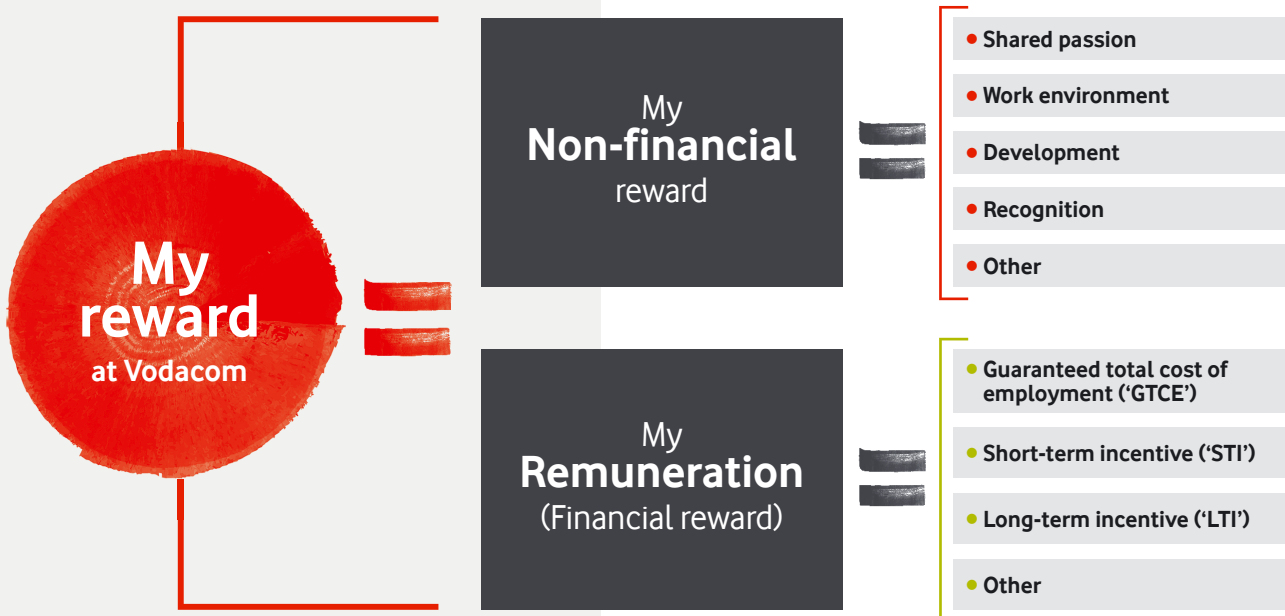 My
reward
at Vodacom
My
Non-financial
reward
Shared passion
Work environment
Development
Recognition
Other
My
Remuneration
(Financial reward)
Guaranteed total cost of
employment (‘GTCE’)
Short-term incentive (‘STI’)
Long-term incentive (‘LTI’)
Other